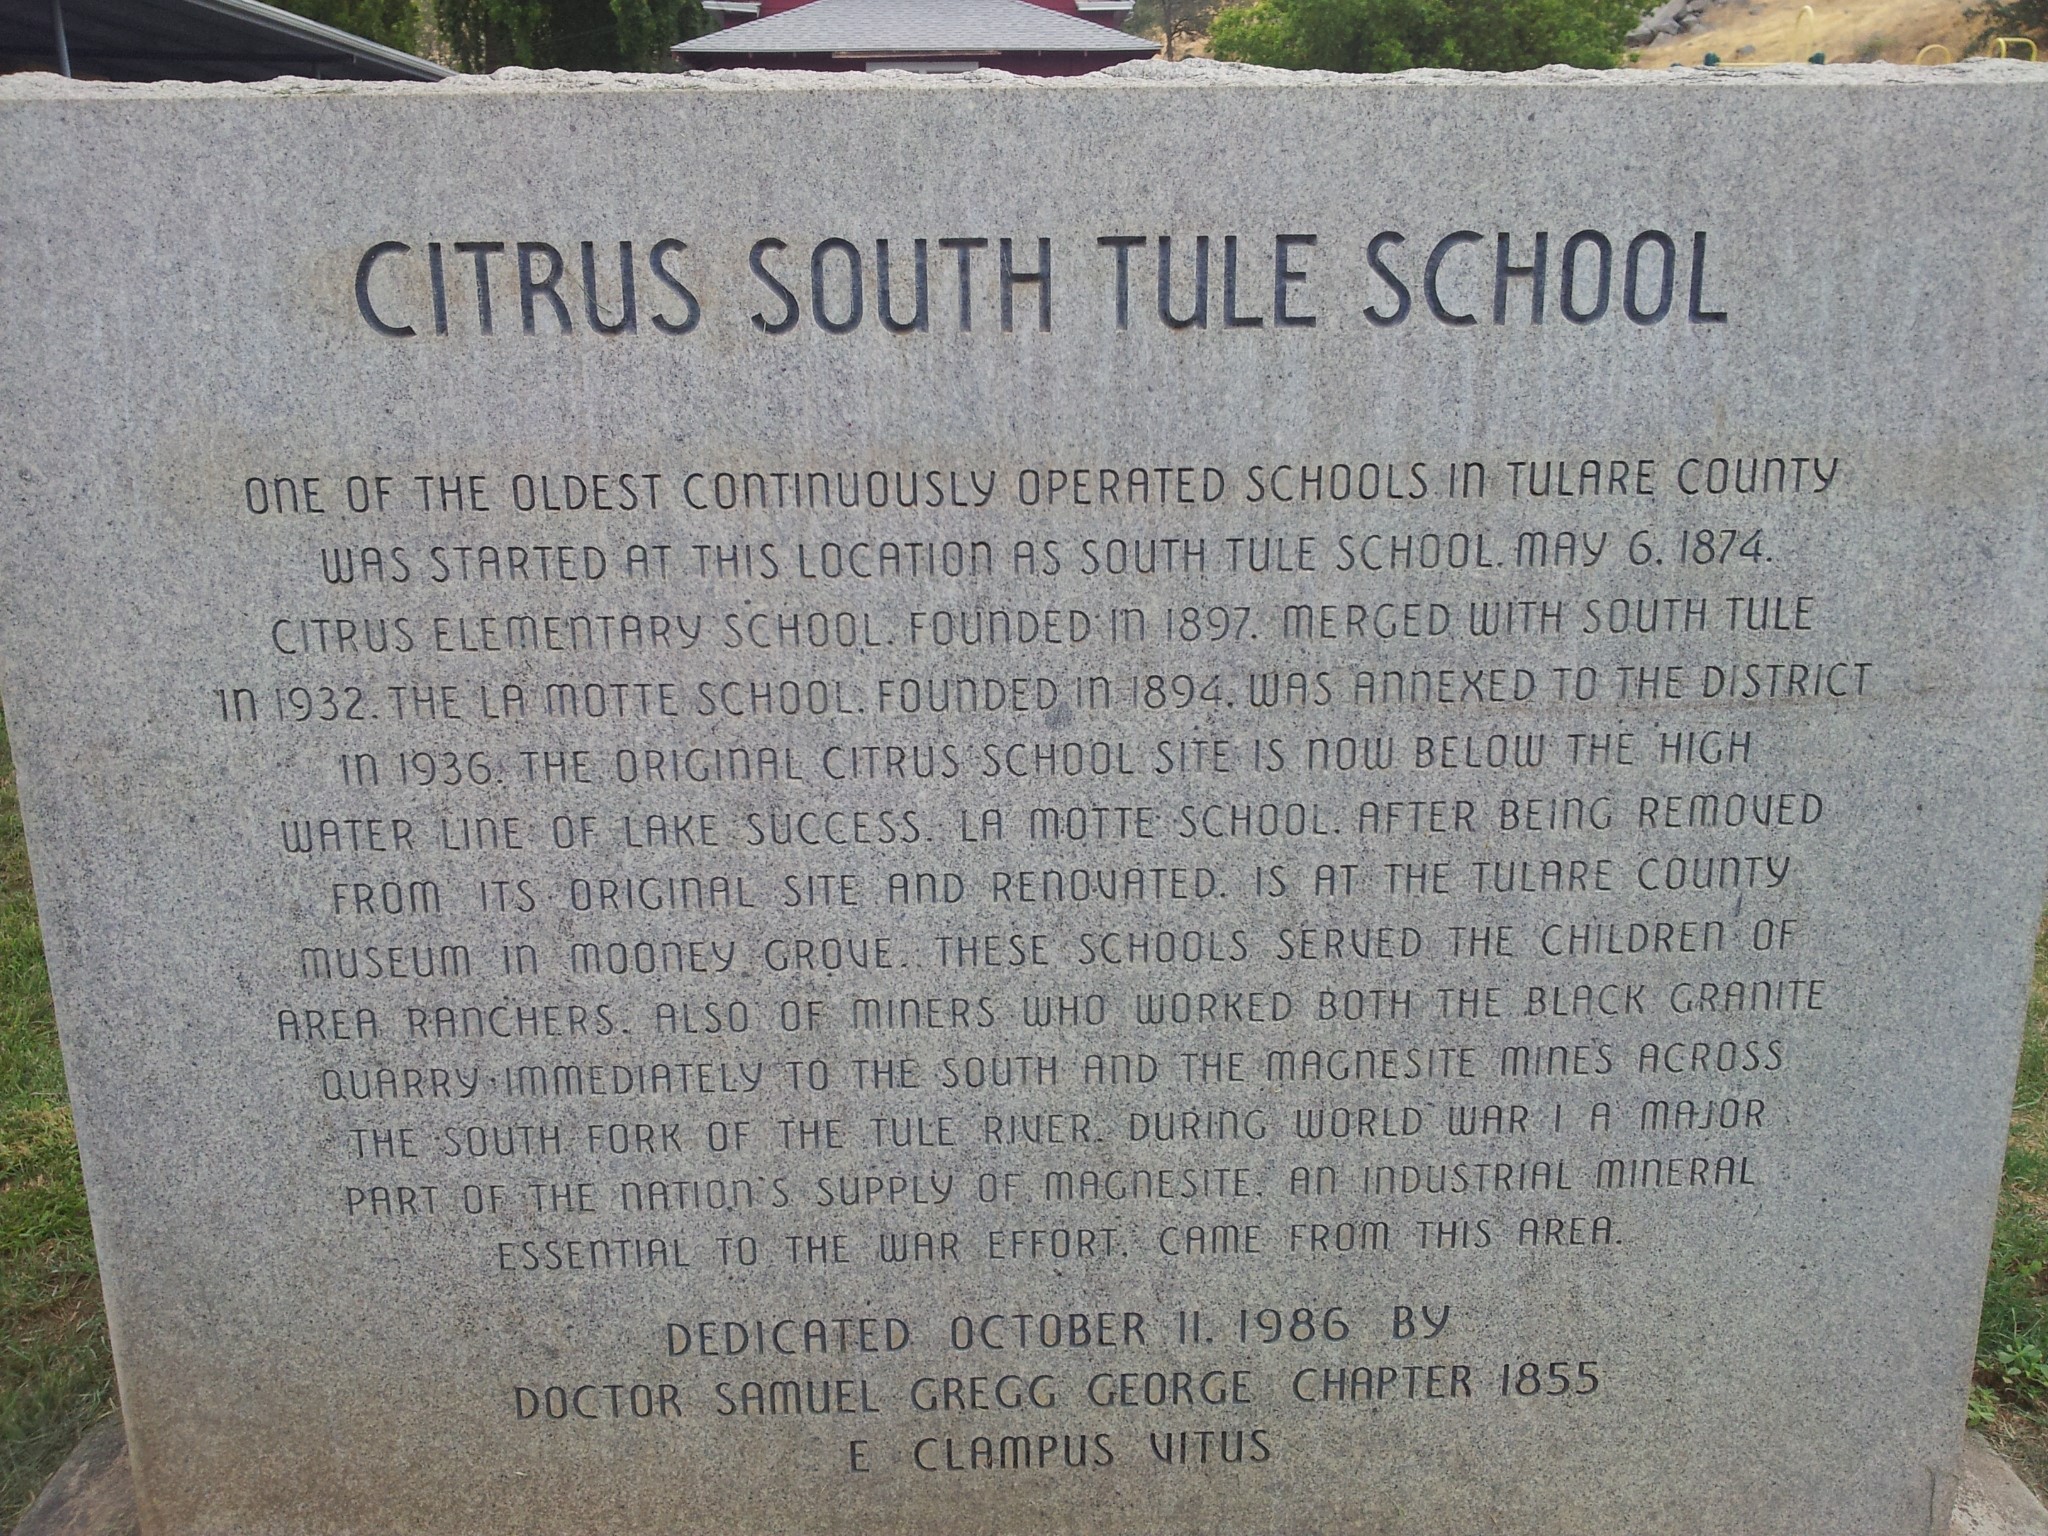 CITRUS SOUTH TULE SCHOOL
ONE OF THE OLDEST CONTINUOUSLY OPERATED SCHOOLS IN TULARE COUNTY
WAS STARTED AT THIS LOCATION AS SOUTH TULE SCHOOL, MAY 6, 1874.
CITRUS ELEMENTARY SCHOOL, FOUNDED IN 1897, MERGED WITH SOUTH TULE
IN 1932. THE LA MOTTE SCHOOL, FOUNDED IN 1894, WAS ANNEXED TO THE DISTRICT
IN 1936. THE ORIGINAL CITRUS SCHOOL SITE IS NOW BELOW THE HIGH
WATER LINE OF LAKE SUCCESS. LA MOTTE SCHOOL, AFTER BEING REMOVED
FROM ITS ORIGINAL SITE AND RENOVATED, IS AT THE TULARE COUNTY
MUSEUM IN MOONEY GROVE. THESE SCHOOLS SERVED THE CHILDREN OF
AREA RANCHERS, ALSO OF MINERS WHO WORKED BOTH THE BLACK GRANITE
QUARRY IMMEDIATELY TO THE SOUTH AND THE MAGNESITE MINES ACROSS
THE SOUTH FORK OF THE TULE RIVER. DURING WORLD WAR I A MAJOR
PART OF THE NATION'S SUPPLY OF MAGNESITE, AN INDUSTRIAL MINERAL
ESSENTIAL TO THE WAR EFFORT, CAME FROM THIS AREA.
DEDICATED OCTOBER 11, 1986 BY
DOCTOR SAMUEL GREGG GEORGE CHAPTER 1855
E CLAMPUS VITUS